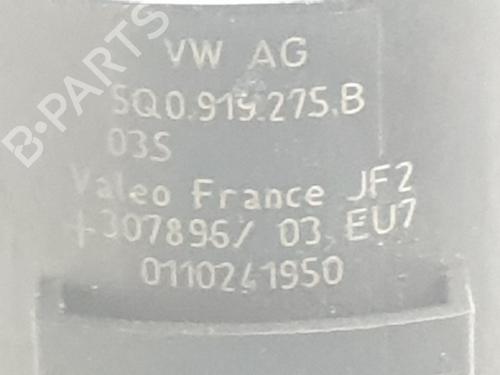 B-PARTS
VW AG
5Q0.919.275.B
03S
Valeo France JF2
+307896/ 03 EU7
0110241950